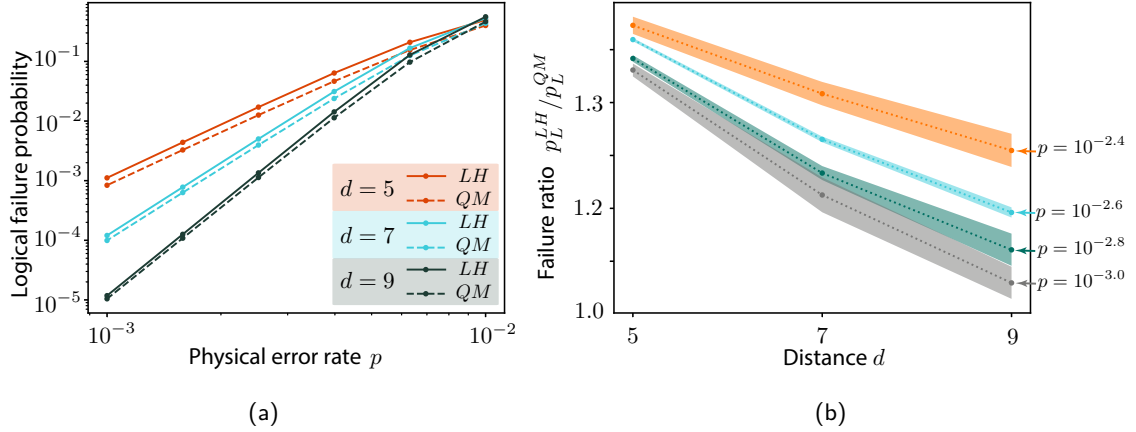 Logical failure probability
10⁻¹
10⁻²
10⁻³
10⁻⁴
10⁻⁵
10⁻³
10⁻²
Physical error rate p
d = 5
LH
QM
d = 7
LH
QM
d = 9
LH
QM
(a)
Failure ratio p_L^{LH}/p_L^{QM}
1.3
1.2
1.0
5
7
9
Distance d
p = 10⁻²·⁴
p = 10⁻²·⁶
p = 10⁻²·⁸
p = 10⁻³·⁰
(b)